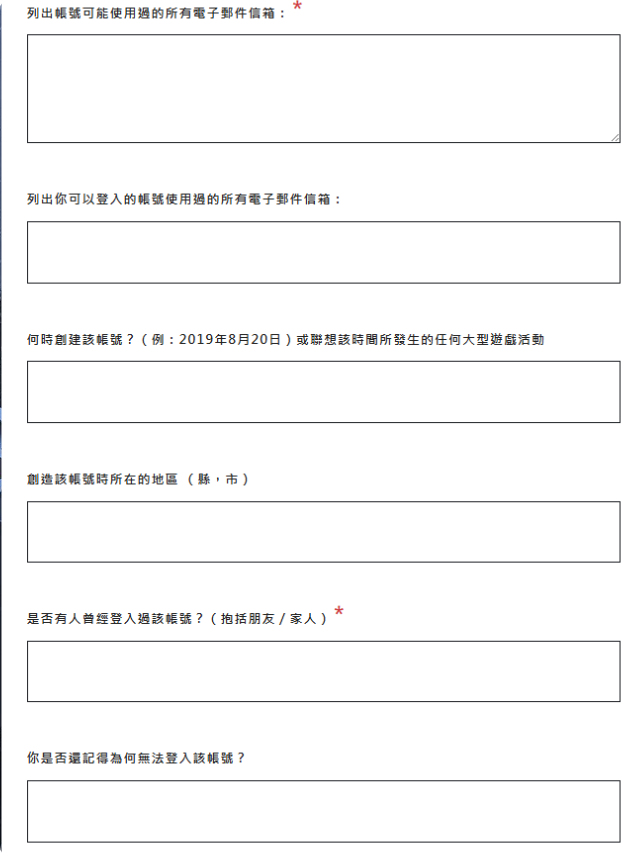 列出帳號可能使用過的所有電子郵件信箱： *
列出你可以登入的帳號使用過的所有電子郵件信箱：
何時創建該帳號？（例：2019年8月20日）或聯想該時間所發生的任何大型遊戲活動
創造該帳號時所在的地區 （縣，市）
是否有人曾經登入過該帳號？（抱括朋友 / 家人） *
你是否還記得為何無法登入該帳號？